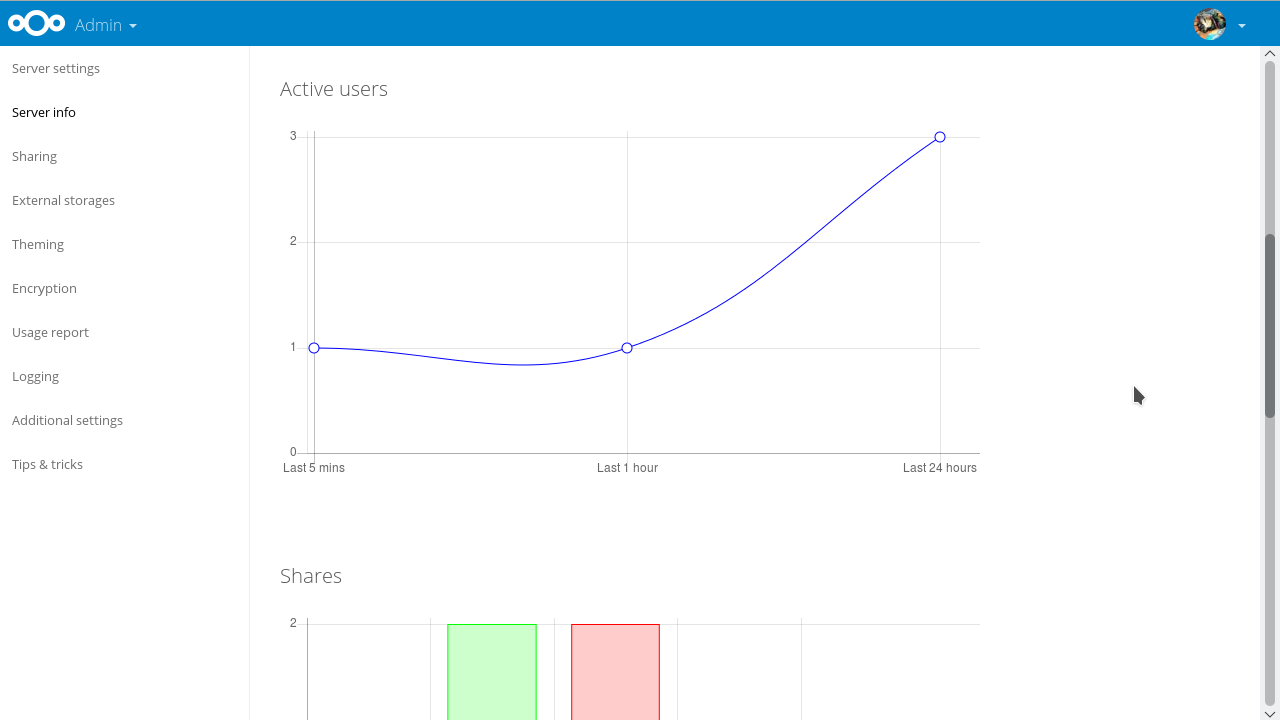 Admin
Server settings
Server info
Sharing
External storages
Theming
Encryption
Usage report
Logging
Additional settings
Tips & tricks
Active users
3
2
1
0
Last 5 mins
Last 1 hour
Last 24 hours
Shares
2